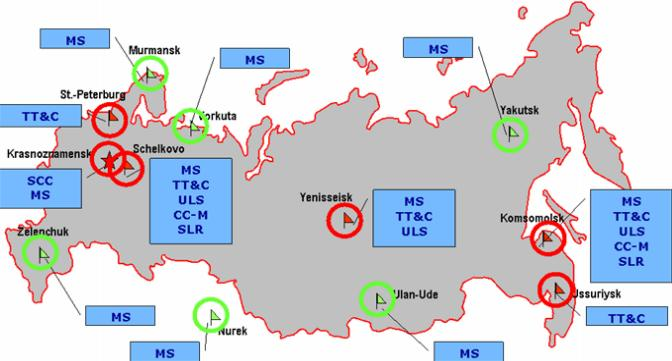 MS
Murmansk
MS
MS
St.-Peterburg
TT&C
Vorkuta
Yakutsk
Krasnoznamensk
Schelkovo
SCC
MS
MS
TT&C
ULS
CC-M
SLR
Yenisseisk
MS
TT&C
ULS
Komsomolsk
MS
TT&C
ULS
CC-M
SLR
Zelenchuk
MS
Nurek
MS
Ulan-Ude
MS
Ussuriysk
TT&C